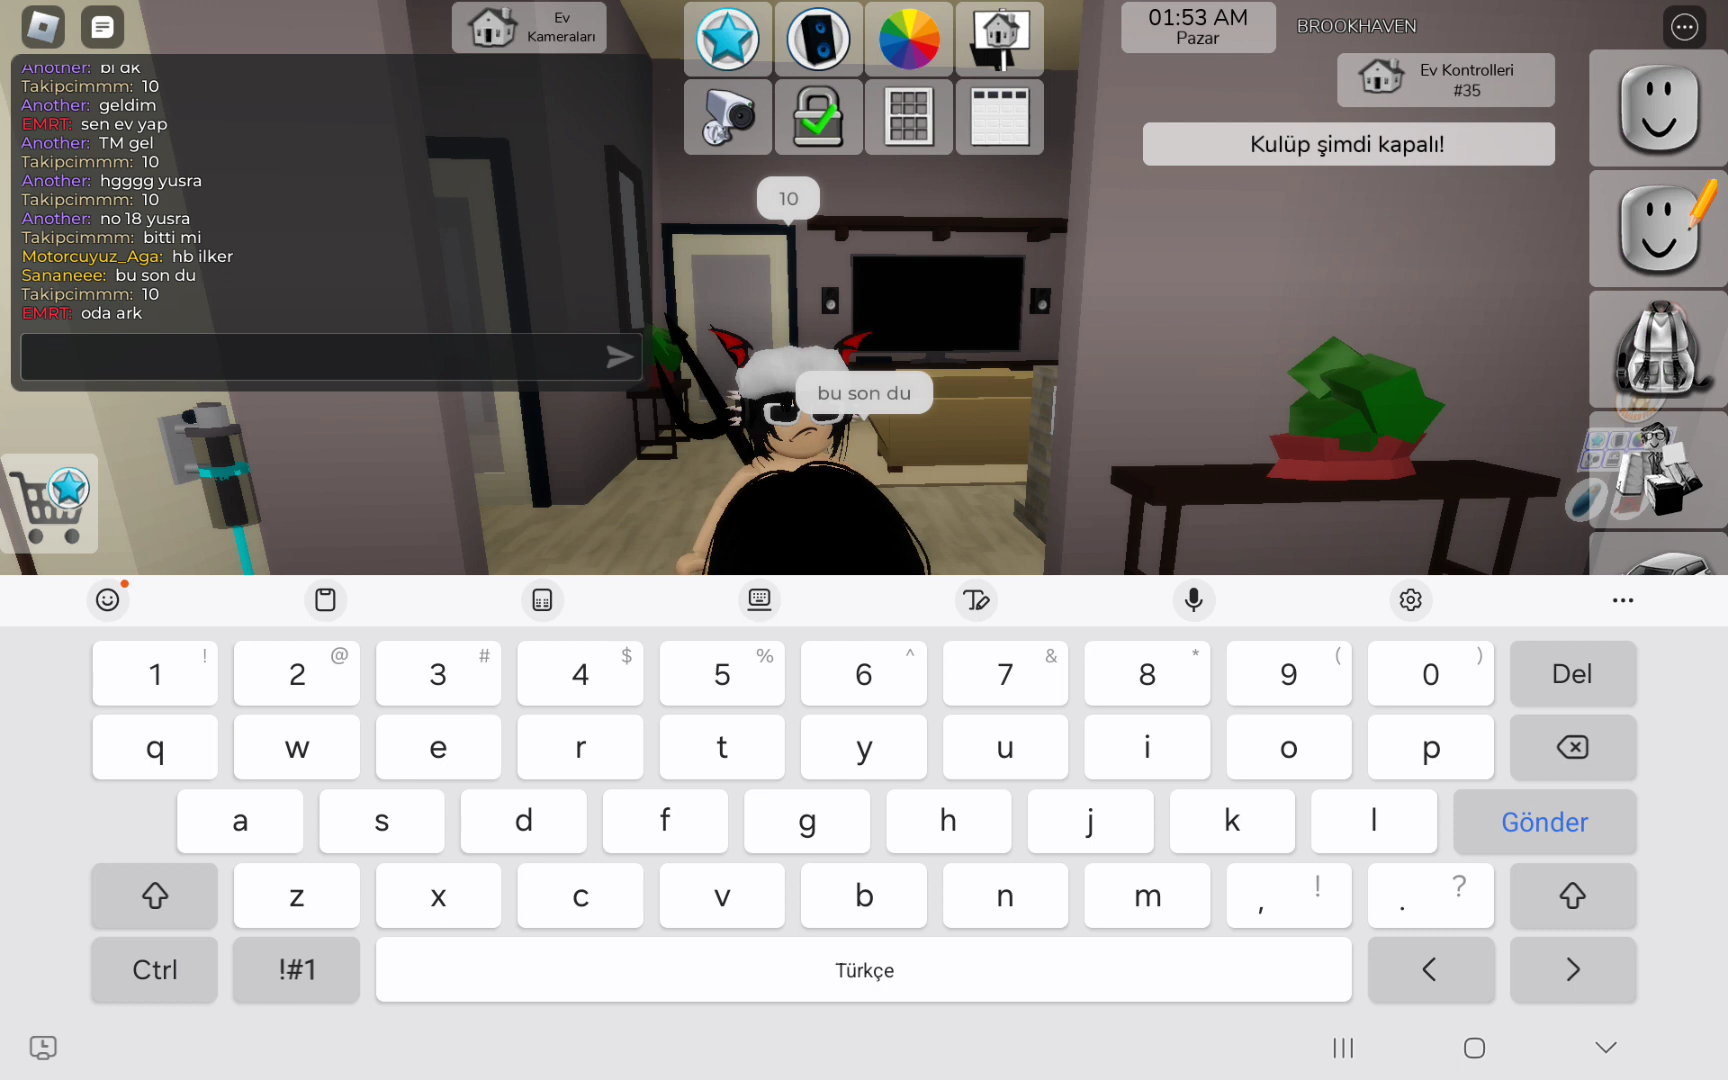 Ev
Kameraları
01:53 AM
Pazar
BROOKHAVEN
Ev Kontrolleri
#35
Kulüp şimdi kapalı!
Another: bi dk
Takipcimmm: 10
Another: geldim
EMRT: sen ev yap
Another: TM gel
Takipcimmm: 10
Another: hgggg yusra
Takipcimmm: 10
Another: no 18 yusra
Takipcimmm: bitti mi
Motorcuyuz_Aga: hb ilker
Sananeee: bu son du
Takipcimmm: 10
EMRT: oda ark
10
bu son du
1 ! 2 @ 3 # 4 $ 5 % 6 ^ 7 & 8 * 9 ( 0 ) Del
q w e r t y u i o p
a s d f g h j k l Gönder
z x c v b n m , ! . ?
Ctrl !#1 Türkçe < >